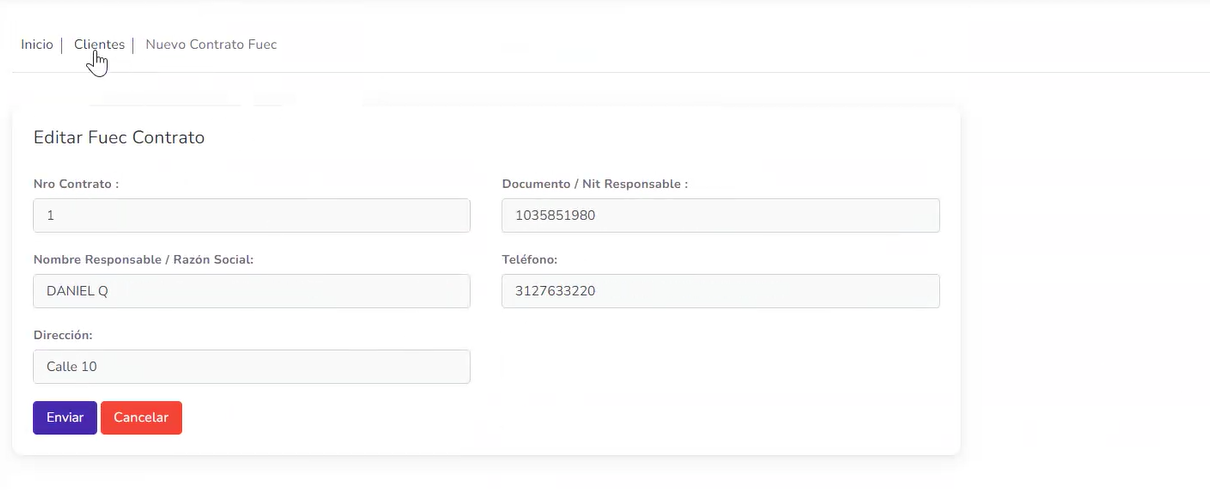 Inicio | Clientes | Nuevo Contrato Fuec
Editar Fuec Contrato
Nro Contrato : Documento / Nit Responsable :
1 1035851980
Nombre Responsable / Razón Social: Teléfono:
DANIEL Q 3127633220
Dirección:
Calle 10
Enviar Cancelar